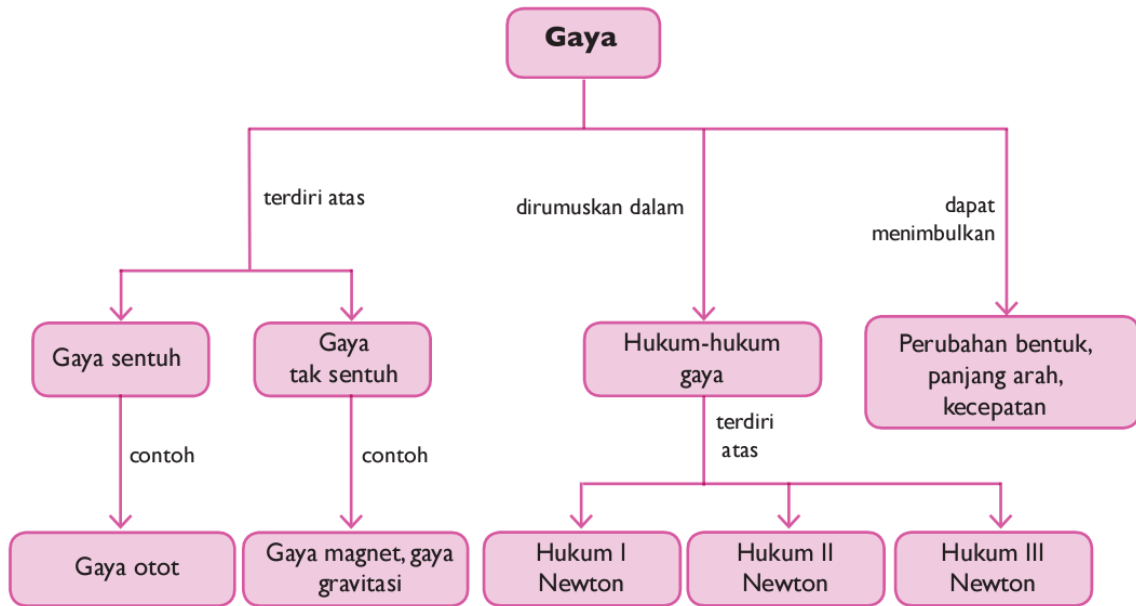 Gaya
terdiri atas
dirumuskan dalam
dapat
menimbulkan
Gaya sentuh
Gaya
tak sentuh
Hukum-hukum
gaya
Perubahan bentuk,
panjang arah,
kecepatan
contoh
contoh
terdiri
atas
Gaya otot
Gaya magnet, gaya
gravitasi
Hukum I
Newton
Hukum II
Newton
Hukum III
Newton